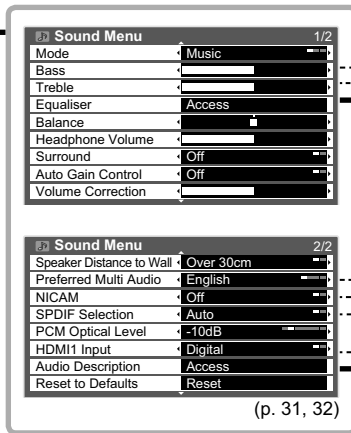 Sound Menu 1/2
Mode Music
Bass
Treble
Equaliser Access
Balance
Headphone Volume
Surround Off
Auto Gain Control Off
Volume Correction
Sound Menu 2/2
Speaker Distance to Wall Over 30cm
Preferred Multi Audio English
NICAM Off
SPDIF Selection Auto
PCM Optical Level -10dB
HDMI1 Input Digital
Audio Description Access
Reset to Defaults Reset
(p. 31, 32)